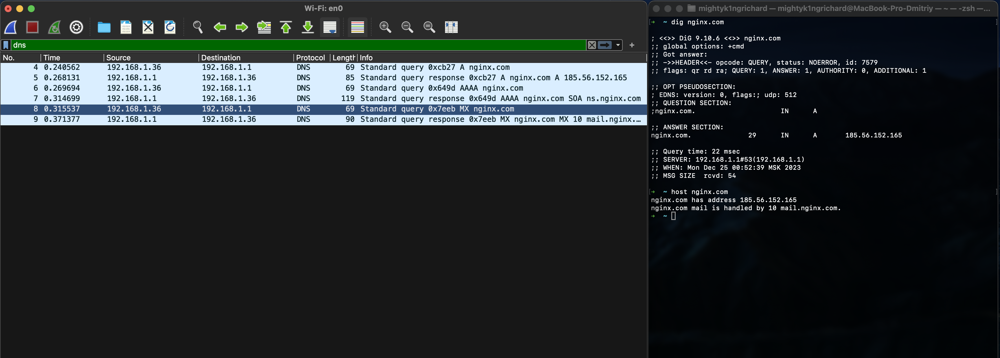 Wi-Fi: en0
dns
No. Time Source Destination Protocol Length Info
4 0.240562 192.168.1.36 192.168.1.1 DNS 69 Standard query 0xcb27 A nginx.com
5 0.268131 192.168.1.1 192.168.1.36 DNS 85 Standard query response 0xcb27 A nginx.com A 185.56.152.165
6 0.269694 192.168.1.36 192.168.1.1 DNS 69 Standard query 0x649d AAAA nginx.com
7 0.314699 192.168.1.1 192.168.1.36 DNS 119 Standard query response 0x649d AAAA nginx.com SOA ns.nginx.com
8 0.315537 192.168.1.36 192.168.1.1 DNS 69 Standard query 0x7eeb MX nginx.com
9 0.371377 192.168.1.1 192.168.1.36 DNS 90 Standard query response 0x7eeb MX nginx.com MX 10 mail.nginx.…
mightyk1ngrichard — mightyk1ngrichard@MacBook-Pro-Dmitriy — ~ — -zsh —...
[➜ ~ dig nginx.com ]
; <<>> DiG 9.10.6 <<>> nginx.com
;; global options: +cmd
;; Got answer:
;; ->>HEADER<<- opcode: QUERY, status: NOERROR, id: 7579
;; flags: qr rd ra; QUERY: 1, ANSWER: 1, AUTHORITY: 0, ADDITIONAL: 1
;; OPT PSEUDOSECTION:
; EDNS: version: 0, flags:; udp: 512
;; QUESTION SECTION:
;nginx.com. IN A
;; ANSWER SECTION:
nginx.com. 29 IN A 185.56.152.165
;; Query time: 22 msec
;; SERVER: 192.168.1.1#53(192.168.1.1)
;; WHEN: Mon Dec 25 00:52:39 MSK 2023
;; MSG SIZE rcvd: 54
[➜ ~ host nginx.com ]
nginx.com has address 185.56.152.165
nginx.com mail is handled by 10 mail.nginx.com.
➜ ~